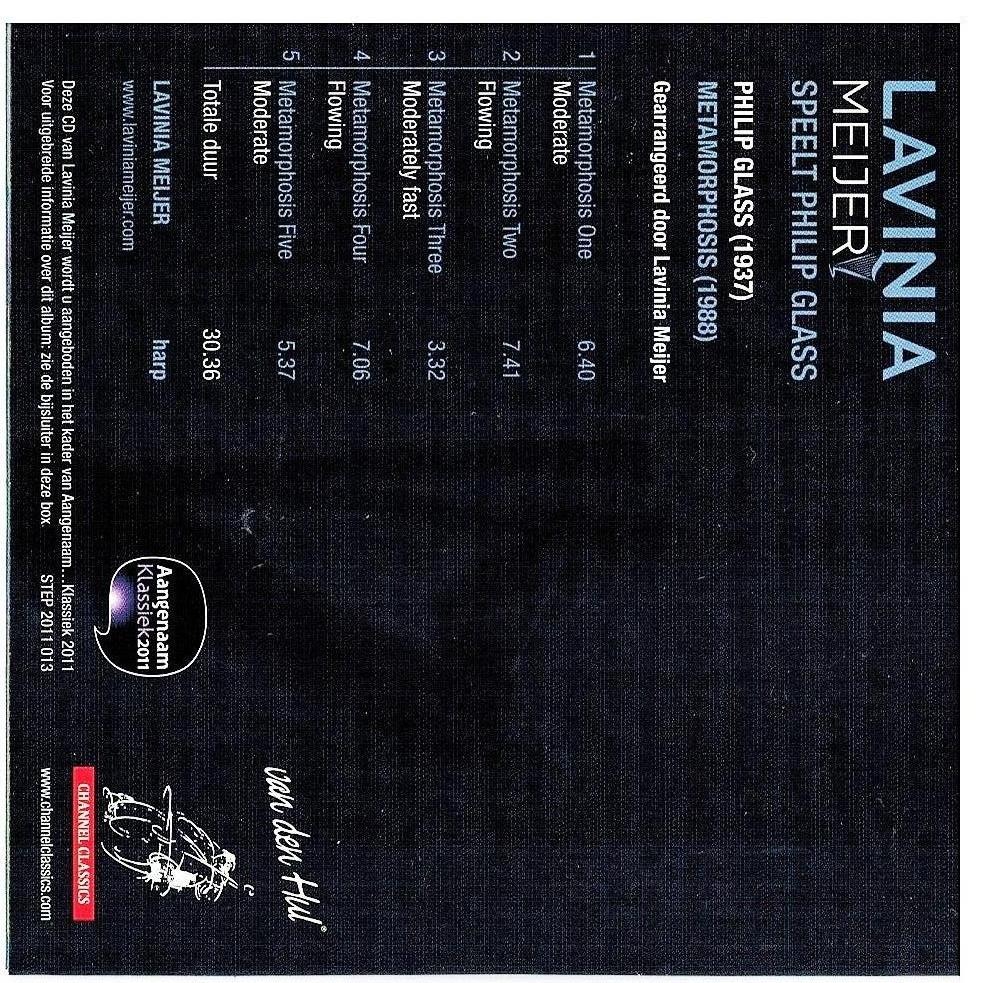 LAVINIA
MEIJER
SPEELT PHILIP GLASS
PHILIP GLASS (1937)
METAMORPHOSIS (1988)
Gearrangeerd door Lavinia Meijer
1 Metamorphosis One 6.40
Moderate
2 Metamorphosis Two 7.41
Flowing
3 Metamorphosis Three 3.32
Moderately fast
4 Metamorphosis Four 7.06
Flowing
5 Metamorphosis Five 5.37
Moderate
Totale duur 30.36
LAVINIA MEIJER harp
www.laviniameijer.com
Deze CD van Lavinia Meijer wordt u aangeboden in het kader van Aangenaam...Klassiek 2011
Voor uitgebreide informatie over dit album: zie de bijsluiter in deze box STEP 2011 013
Aangenaam
Klassiek2011
van den Hul®
CHANNEL CLASSICS
www.channelclassics.com